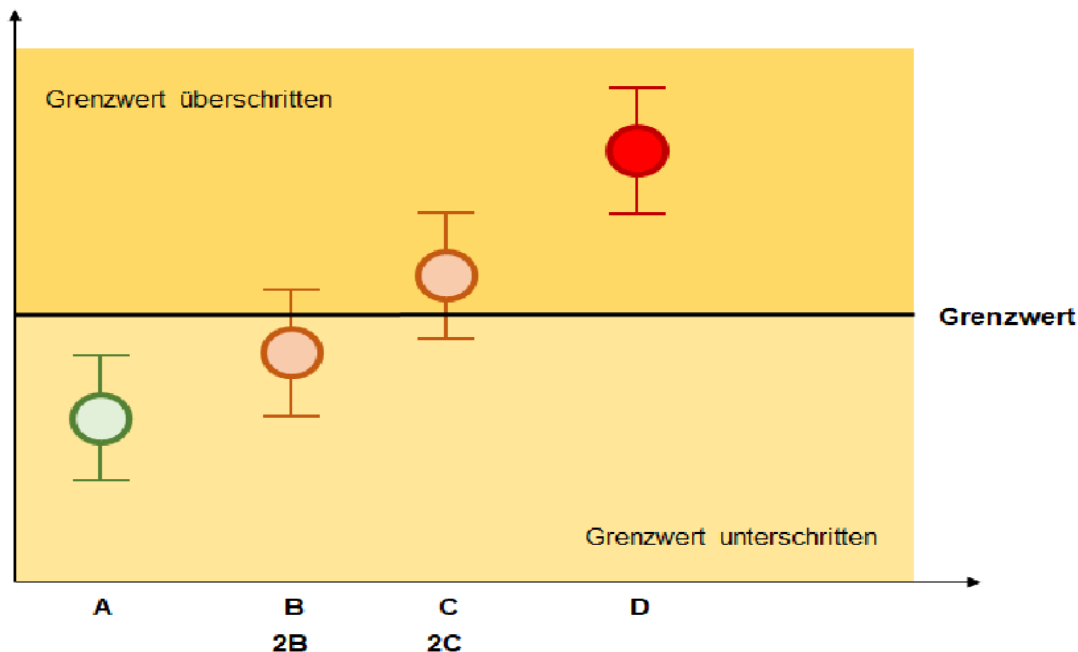 Grenzwert überschritten
Grenzwert
Grenzwert unterschritten
A B C D
2B 2C